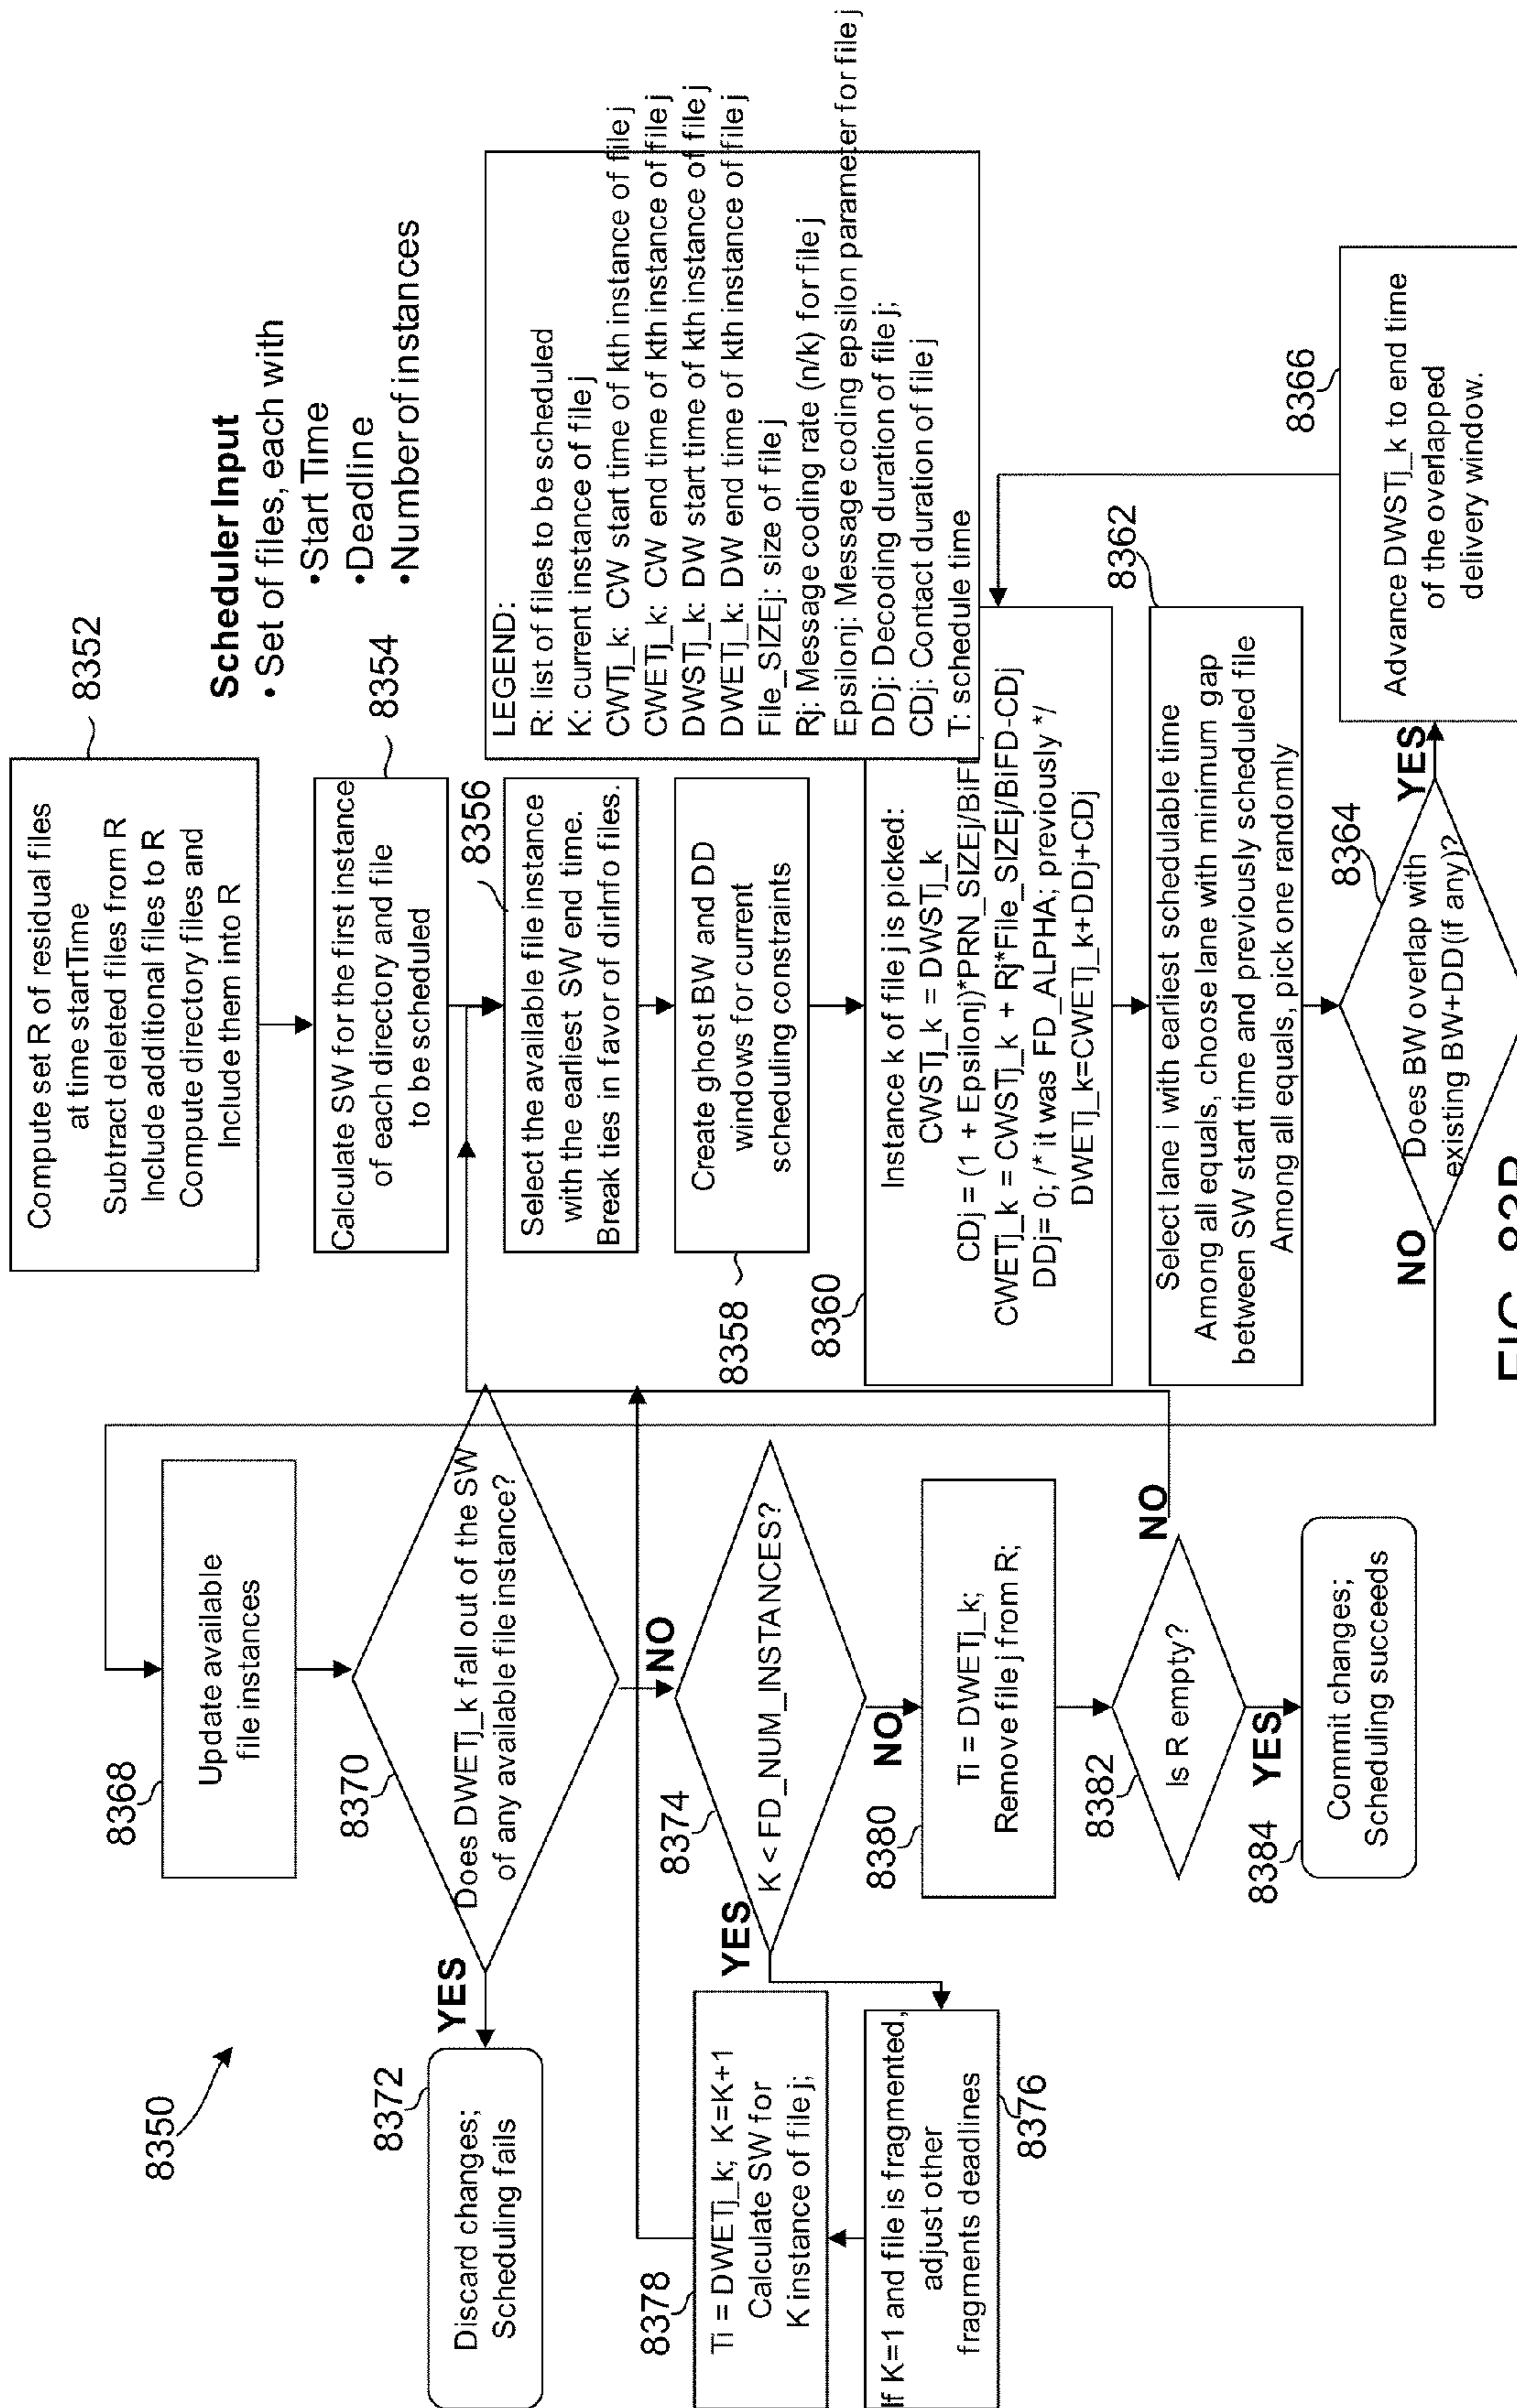 8350
8352
Compute set R of residual files
at time startTime
Subtract deleted files from R
Include additional files to R
Compute directory files and
Include them into R
Scheduler Input
• Set of files, each with
•Start Time
•Deadline
•Number of instances
8354
Calculate SW for the first instance
of each directory and file
to be scheduled
8356
Select the available file instance
with the earliest SW end time.
Break ties in favor of dirInfo files.
8358
Create ghost BW and DD
windows for current
scheduling constraints
LEGEND:
R: list of files to be scheduled
K: current instance of file j
CWTj_k: CW start time of kth instance of file j
CWETj_k: CW end time of kth instance of file j
DWSTj_k: DW start time of kth instance of file j
DWETj_k: DW end time of kth instance of file j
File_SIZEj: size of file j
Rj: Message coding rate (n/k) for file j
Epsilonj: Message coding epsilon parameter for file j
DDj: Decoding duration of file j;
CDj: Contact duration of file j
T: schedule time
8360
Instance k of file j is picked:
CWSTj_k = DWSTj_k
CDj = (1 + Epsilonj)*PRN_SIZEj/
CWETj_k = CWSTj_k + Rj*File_SIZEj/BiFD-CDj
DDj= 0; /* it was FD_ALPHA; previously */
DWETj_k=CWETj_k+DDj+CDj
8362
Select lane i with earliest schedulable time
Among all equals, choose lane with minimum gap
between SW start time and previously scheduled file
Among all equals, pick one randomly
8364
Does BW overlap with
existing BW+DD(if any)?
YES
NO
8366
Advance DWSTj_k to end time
of the overlapped
delivery window.
8368
Update available
file instances
8370
Does DWETj_k fall out of the SW
of any available file instance?
YES
NO
8372
Discard changes;
Scheduling fails
8374
K < FD_NUM_INSTANCES?
YES
NO
8376
If K=1 and file is fragmented,
adjust other
fragments deadlines
8378
Ti = DWETj_k; K=K+1
Calculate SW for
K instance of file j;
8380
Ti = DWETj_k;
Remove file j from R;
8382
Is R empty?
NO
YES
8384
Commit changes;
Scheduling succeeds